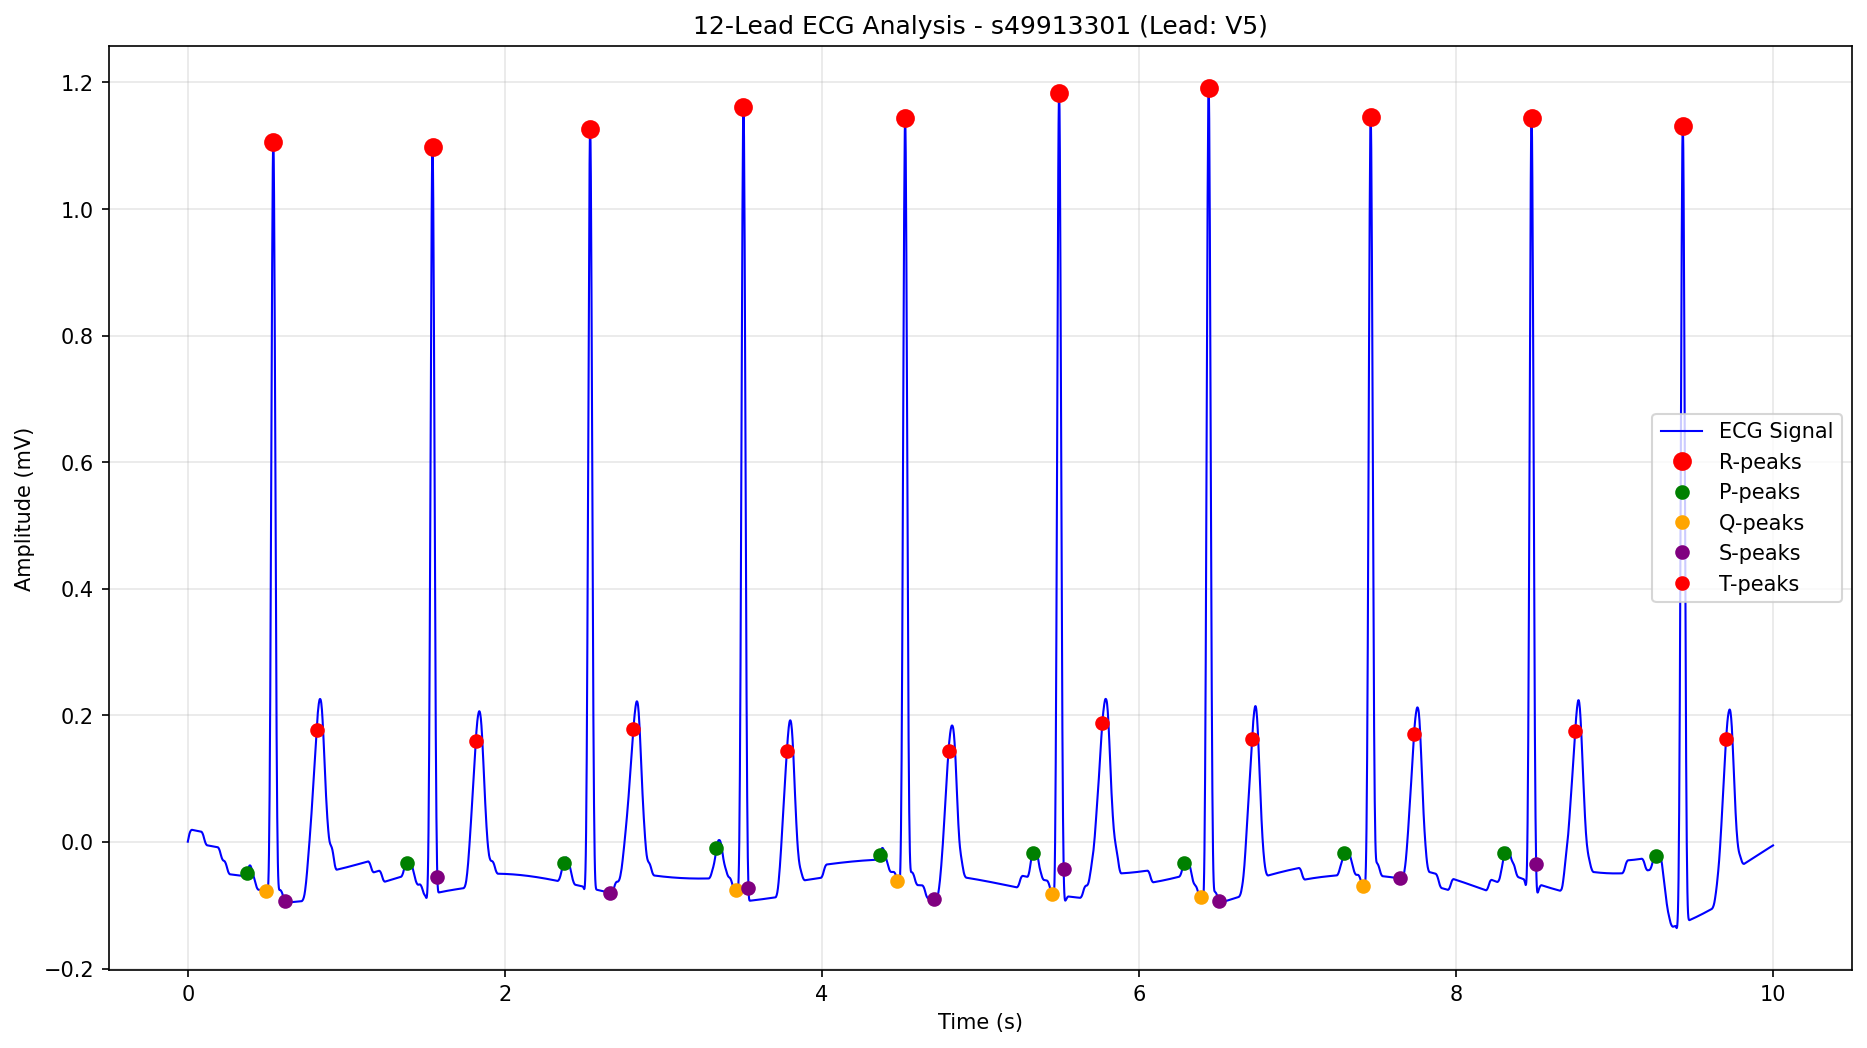 12-Lead ECG Analysis - s49913301 (Lead: V5)
Amplitude (mV)
1.2
1.0
0.8
0.6
0.4
0.2
0.0
−0.2
ECG Signal
R-peaks
P-peaks
Q-peaks
S-peaks
T-peaks
0 2 4 6 8 10
Time (s)